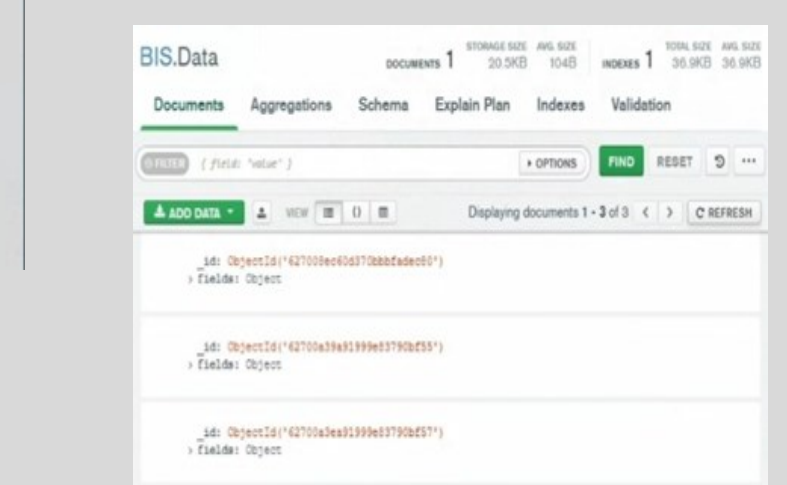 BIS.Data
DOCUMENTS 1 STORAGE SIZE 20.5KB AVG. SIZE 104B INDEXES 1 TOTAL SIZE 36.9KB AVG. SIZE 36.9KB
Documents Aggregations Schema Explain Plan Indexes Validation
FILTER { field: 'value' } OPTIONS FIND RESET ...
ADD DATA VIEW {} Displaying documents 1 - 3 of 3 < > REFRESH
_id: ObjectId("
> fields: Object
_id: ObjectId("62700a39a91999e83790bf55")
> fields: Object
_id: ObjectId("62700a3ea91999e83790bf57")
> fields: Object